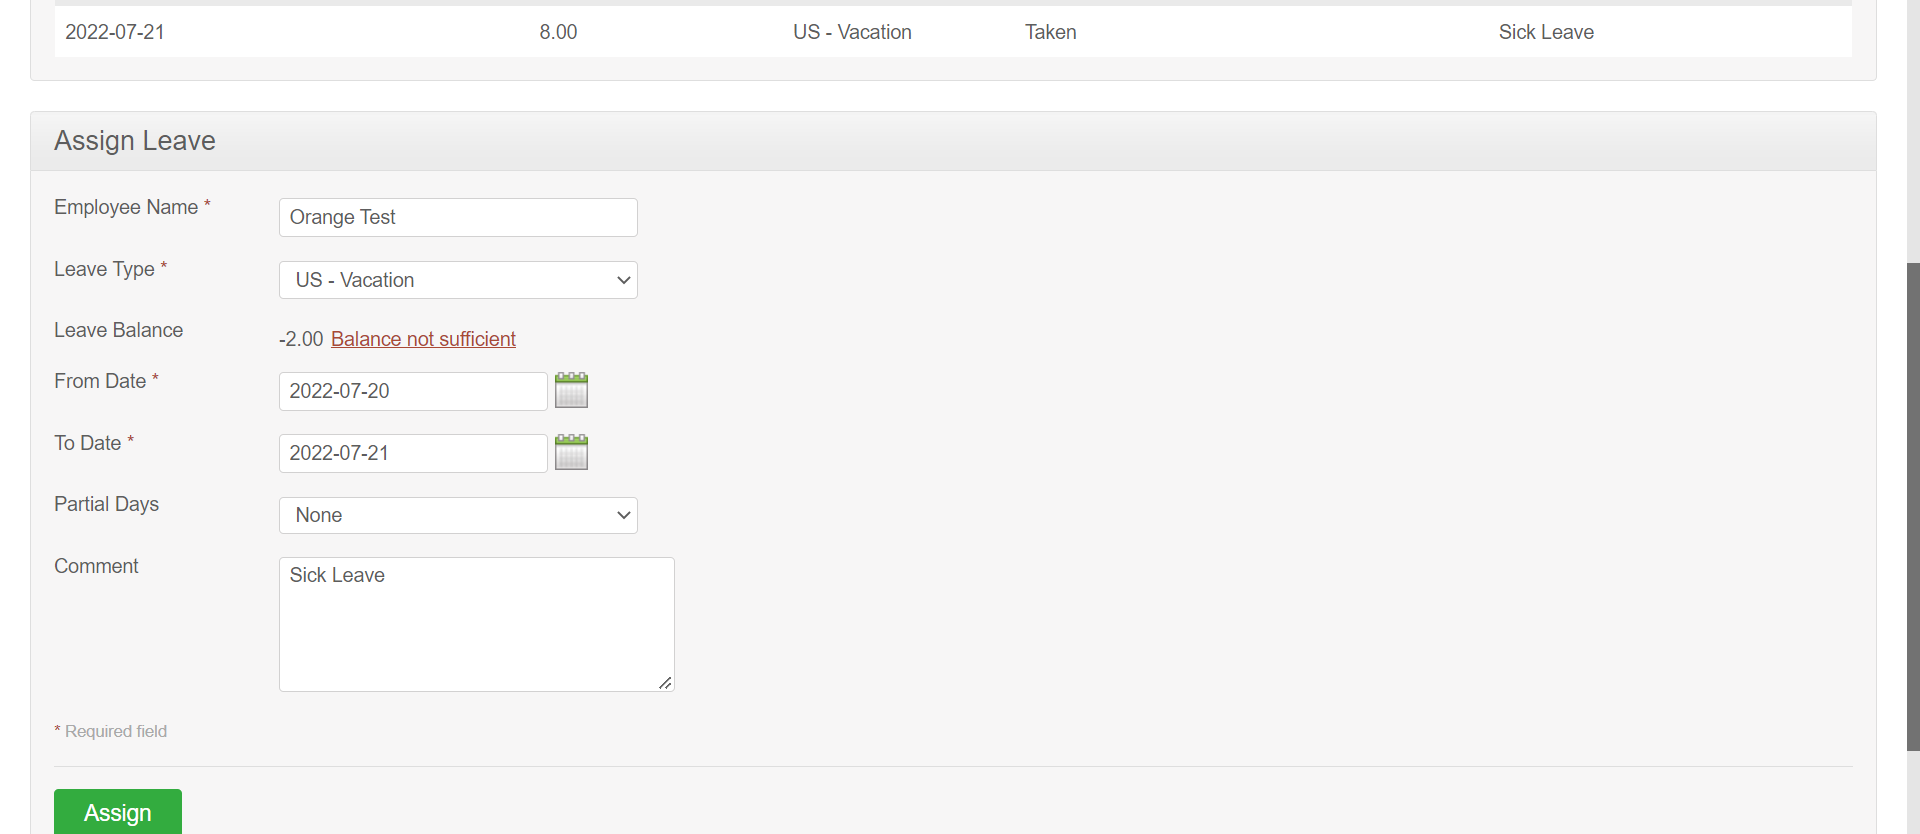 2022-07-21 8.00 US - Vacation Taken Sick Leave
Assign Leave
Employee Name * Orange Test
Leave Type * US - Vacation
Leave Balance -2.00 Balance not sufficient
From Date * 2022-07-20
To Date * 2022-07-21
Partial Days None
Comment Sick Leave
* Required field
Assign